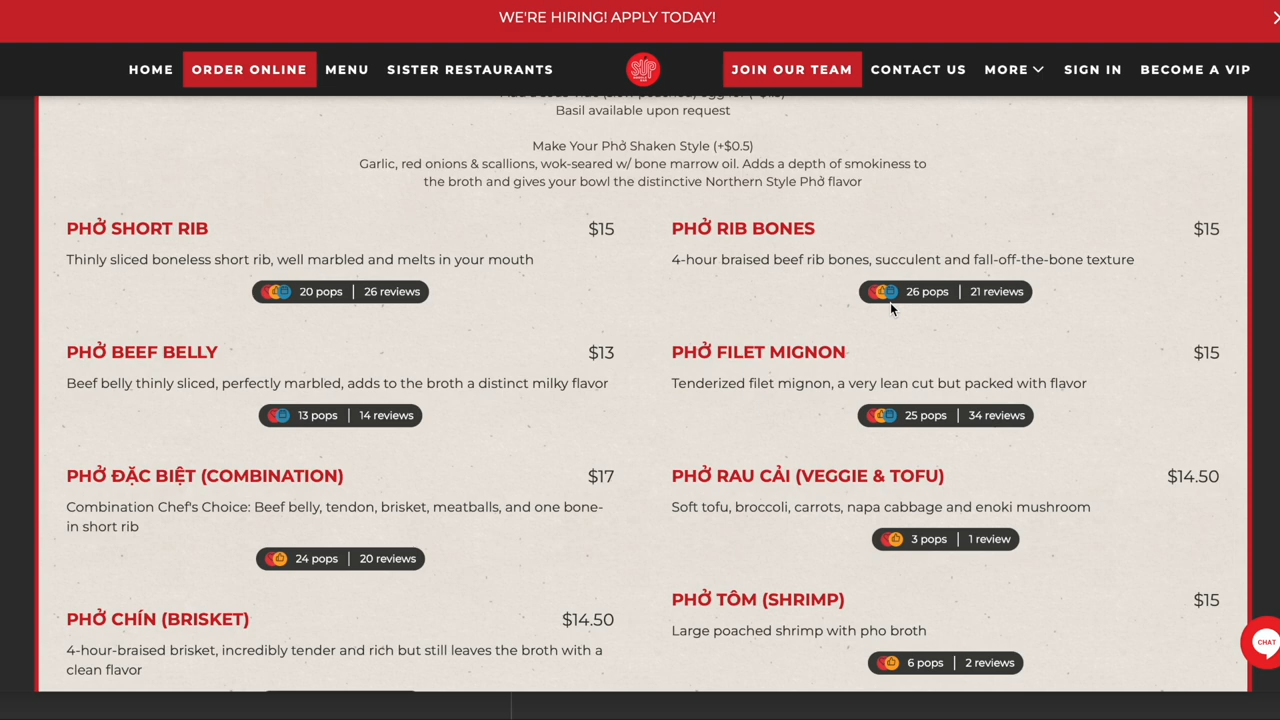 WE'RE HIRING! APPLY TODAY!
HOME
ORDER ONLINE
MENU
SISTER RESTAURANTS
SUP
JOIN OUR TEAM
CONTACT US
MORE
SIGN IN
BECOME A VIP
Basil available upon request
Make Your Phở Shaken Style (+$0.5)
Garlic, red onions & scallions, wok-seared w/ bone marrow oil. Adds a depth of smokiness to
the broth and gives your bowl the distinctive Northern Style Phở flavor
PHỞ SHORT RIB
$15
Thinly sliced boneless short rib, well marbled and melts in your mouth
20 pops | 26 reviews
PHỞ RIB BONES
$15
4-hour braised beef rib bones, succulent and fall-off-the-bone texture
26 pops | 21 reviews
PHỞ BEEF BELLY
$13
Beef belly thinly sliced, perfectly marbled, adds to the broth a distinct milky flavor
13 pops | 14 reviews
PHỞ FILET MIGNON
$15
Tenderized filet mignon, a very lean cut but packed with flavor
25 pops | 34 reviews
PHỞ ĐẶC BIỆT (COMBINATION)
$17
Combination Chef's Choice: Beef belly, tendon, brisket, meatballs, and one bone-
in short rib
24 pops | 20 reviews
PHỞ RAU CẢI (VEGGIE & TOFU)
$14.50
Soft tofu, broccoli, carrots, napa cabbage and enoki mushroom
3 pops | 1 review
PHỞ CHÍN (BRISKET)
$14.50
4-hour-braised brisket, incredibly tender and rich but still leaves the broth with a
clean flavor
PHỞ TÔM (SHRIMP)
$15
Large poached shrimp with pho broth
6 pops | 2 reviews
CHAT